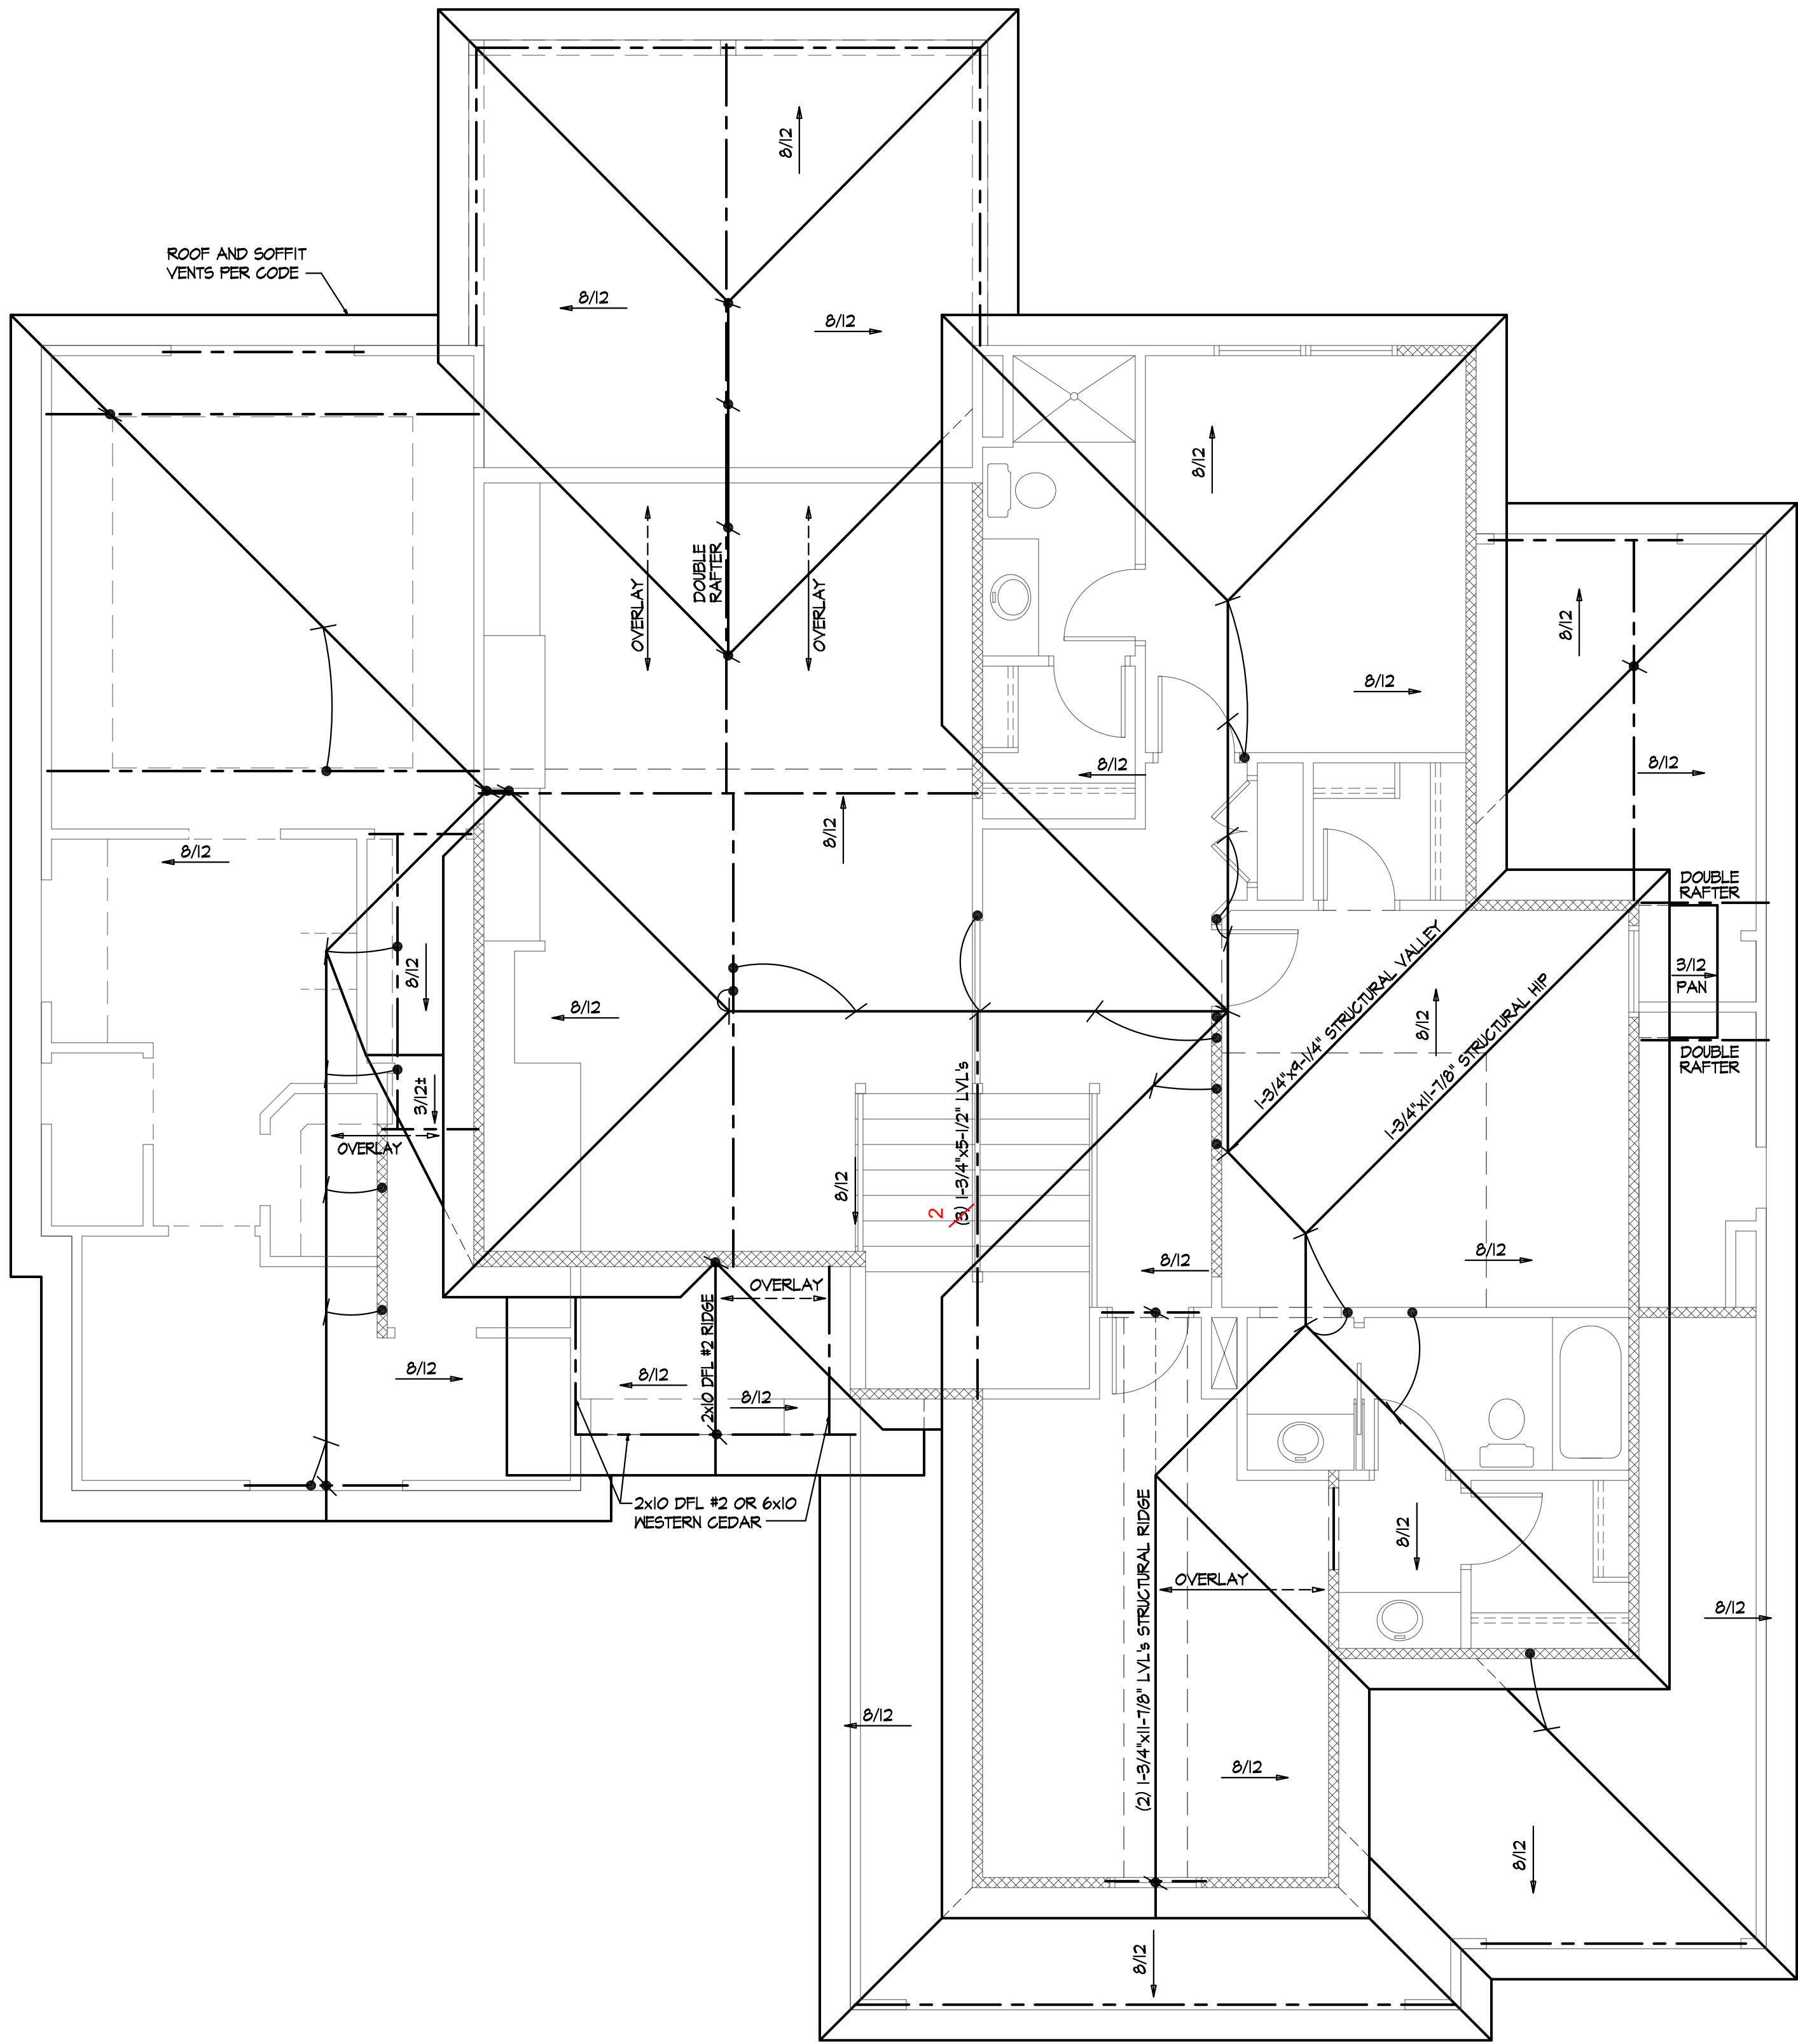 8/12
ROOF AND SOFFIT
VENTS PER CODE
8/12
8/12
8/12
DOUBLE
RAFTER
OVERLAY
OVERLAY
8/12
8/12
8/12
8/12
8/12
8/12
8/12
DOUBLE
RAFTER
1-3/4"x9-1/4" STRUCTURAL VALLEY
8/12
3/12
PAN
1-3/4"x11-7/8" STRUCTURAL HIP
8/12
8/12
DOUBLE
RAFTER
3/12±
OVERLAY
(3) 1-3/4"x5-1/2" LVL's
2
8/12
8/12
8/12
OVERLAY
2x10 DFL #2 RIDGE
8/12
8/12
8/12
2x10 DFL #2 OR 6x10
WESTERN CEDAR
8/12
OVERLAY
(2) 1-3/4"x11-7/8" LVL's STRUCTURAL RIDGE
8/12
8/12
8/12
8/12
8/12